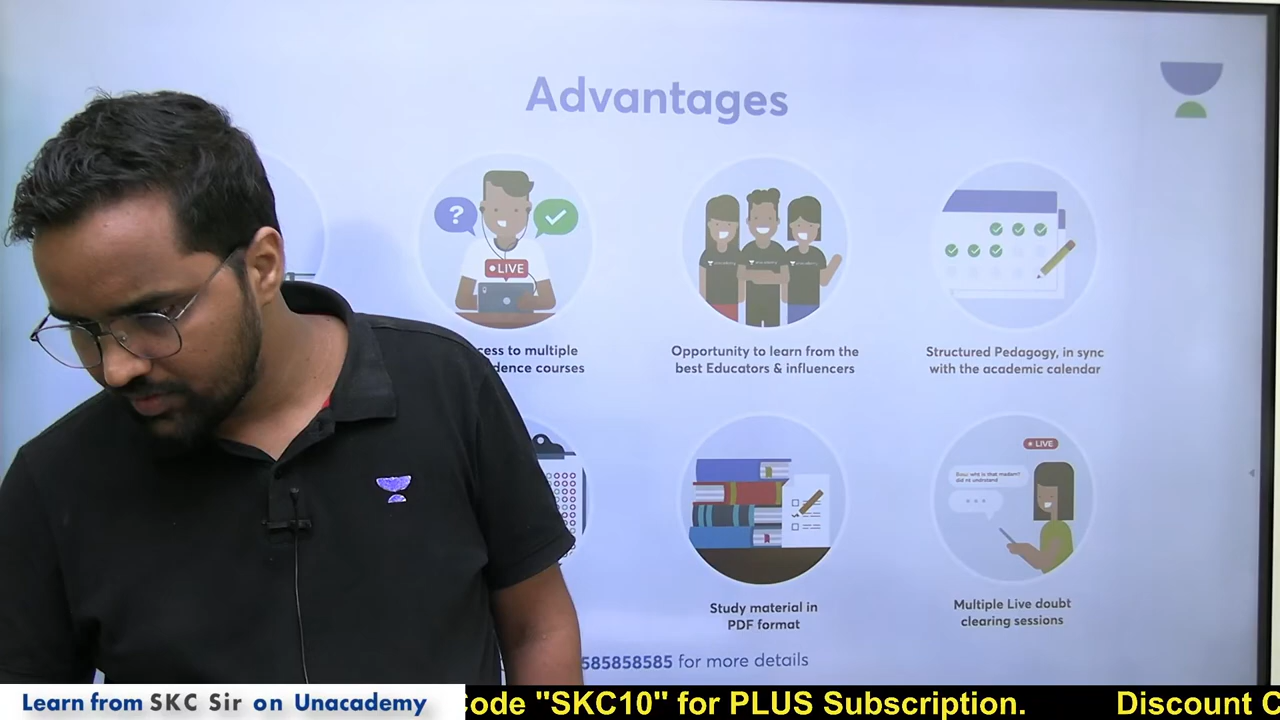 Advantages
?
LIVE
cess to multiple
dence courses
Opportunity to learn from the
best Educators & influencers
Structured Pedagogy, in sync
with the academic calendar
LIVE
Study material in
PDF format
Multiple Live doubt
clearing sessions
585858585 for more details
Learn from SKC Sir on Unacademy
ode "SKC10" for PLUS Subscription.
Discount C